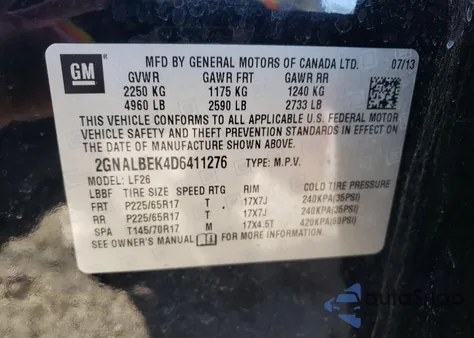 GM
MFD BY GENERAL MOTORS OF CANADA LTD. 07/13
GVWR GAWR FRT GAWR RR
2250 KG 1175 KG 1240 KG
4960 LB 2590 LB 2733 LB
THIS VEHICLE CONFORMS TO ALL APPLICABLE U.S. FEDERAL MOTOR
VEHICLE SAFETY AND THEFT PREVENTION STANDARDS IN EFFECT ON
THE DATE OF MANUFACTURE SHOWN ABOVE.
2GNALBEK4D6411276 TYPE: M.P.V.
MODEL: LF26
LBBF TIRE SIZE SPEED RTG RIM COLD TIRE PRESSURE
FRT P225/65R17 T 17X7J 240KPA(35PSI)
RR P225/65R17 T 17X7J 240KPA(35PSI)
SPA T145/70R17 M 17X4.5T 420KPA(60PSI)
SEE OWNER'S MANUAL FOR MORE INFORMATION.
AutoSnap